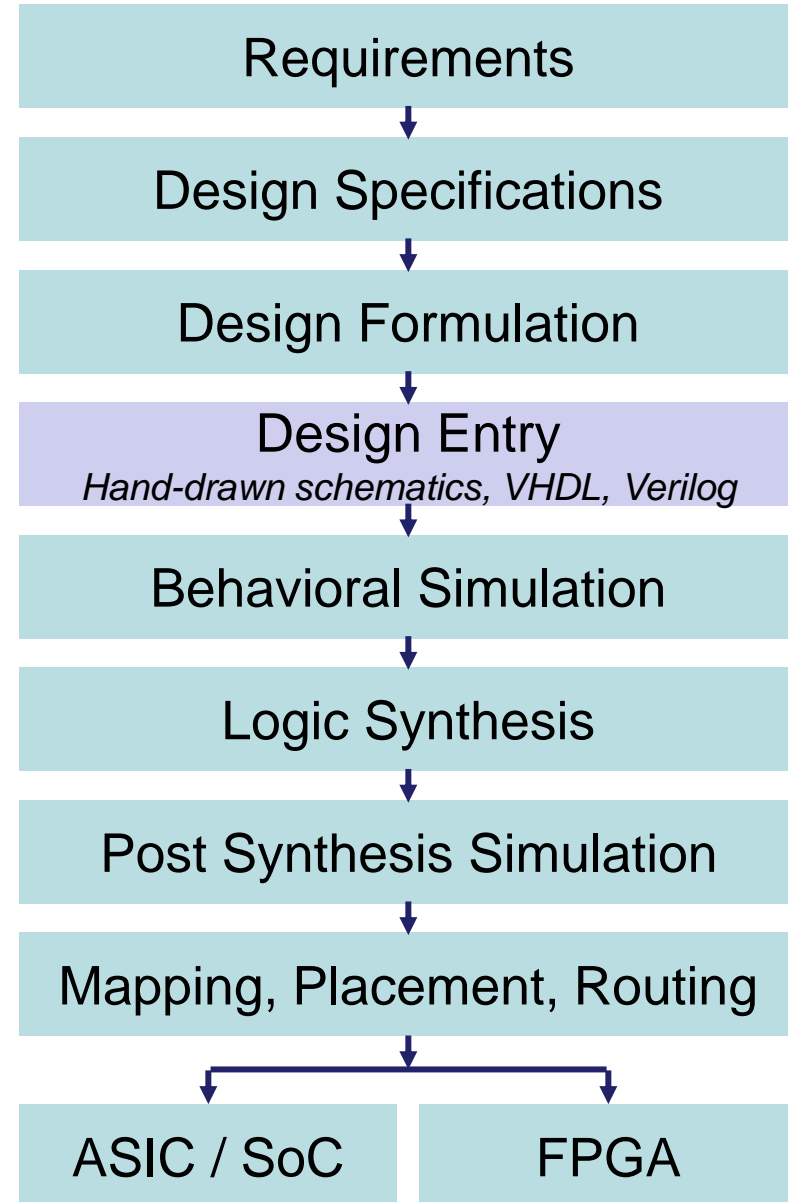 Requirements
Design Specifications
Design Formulation
Design Entry
Hand-drawn schematics, VHDL, Verilog
Behavioral Simulation
Logic Synthesis
Post Synthesis Simulation
Mapping, Placement, Routing
ASIC / SoC
FPGA